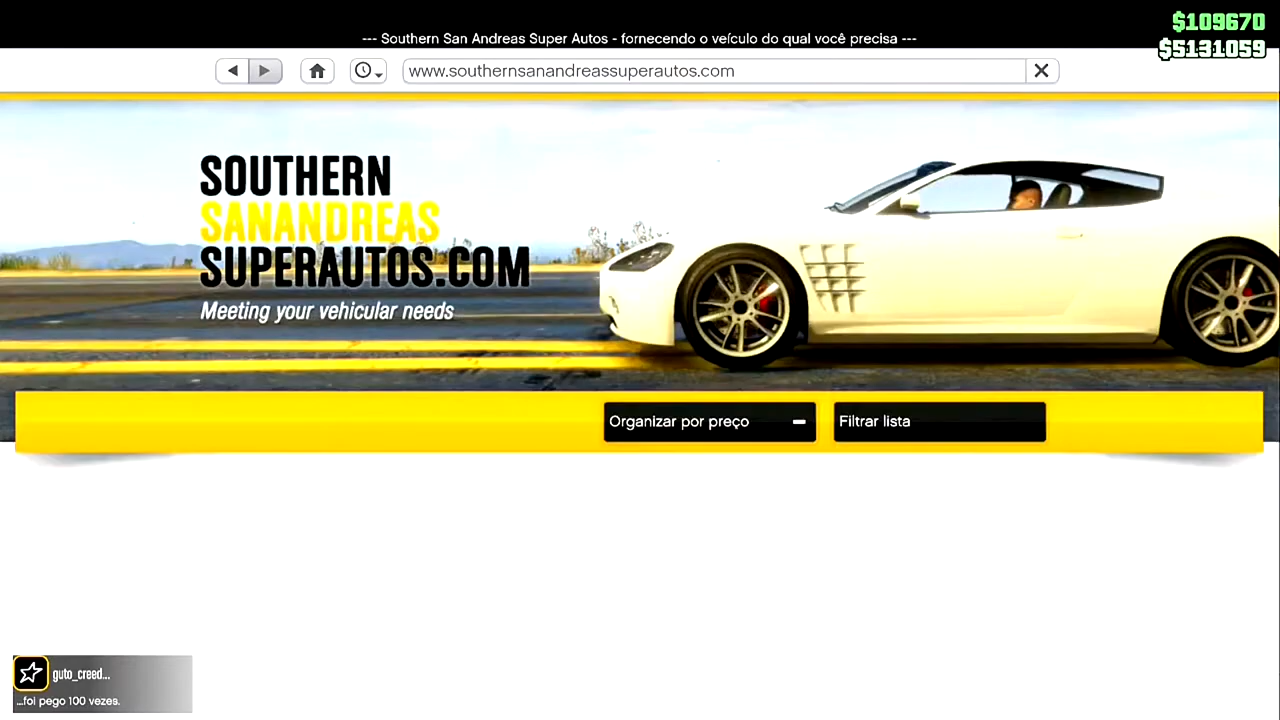 $109670
--- Southern San Andreas Super Autos - fornecendo o veículo do qual você precisa ---
$5131059
www.southernsanandreassuperautos.com
SOUTHERN
SANANDREAS
SUPERAUTOS.COM
Meeting your vehicular needs
Organizar por preço
Filtrar lista
guto_creed...
...foi pego 100 vezes.